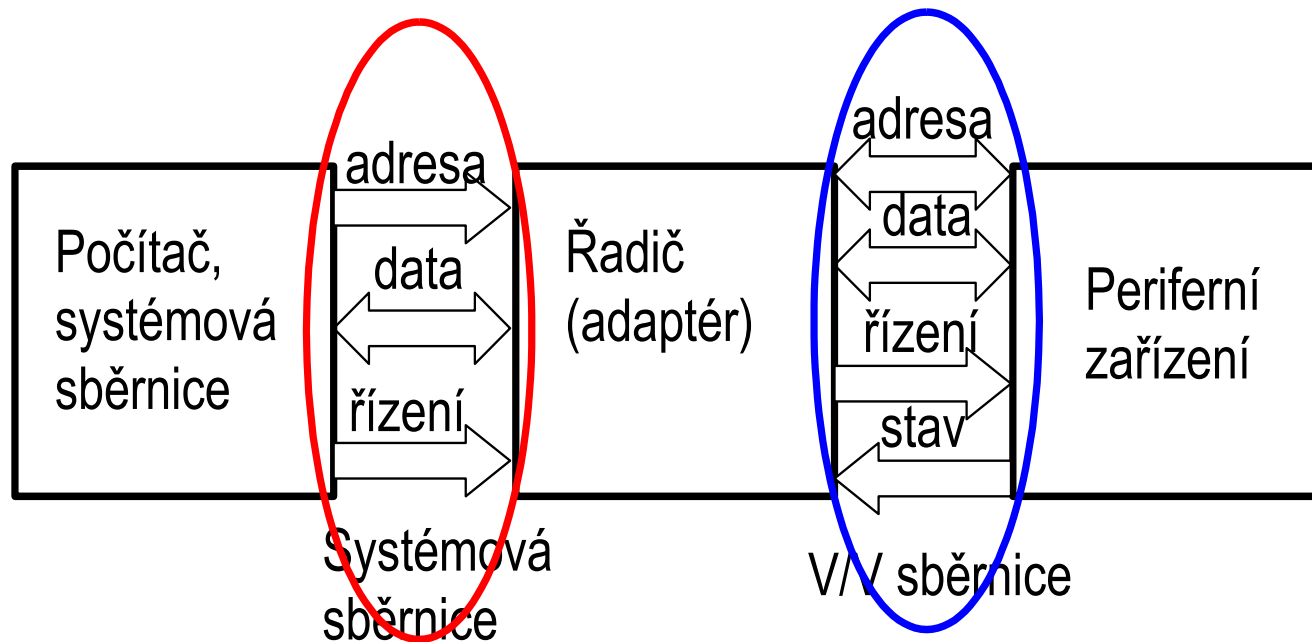 Počítač,
systémová
sběrnice
adresa
data
řízení
Systémová
sběrnice
Řadič
(adaptér)
adresa
data
řízení
stav
V/V sběrnice
Periferní
zařízení